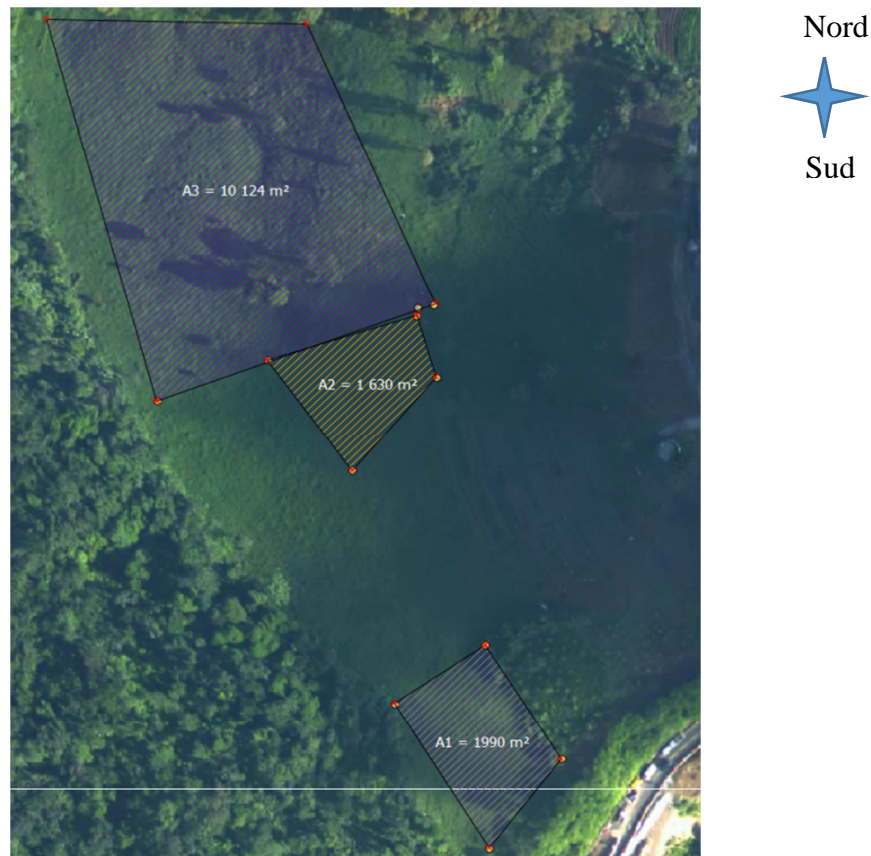 Nord
Sud
A3 = 10 124 m²
A2 = 1 630 m²
A1 = 1990 m²